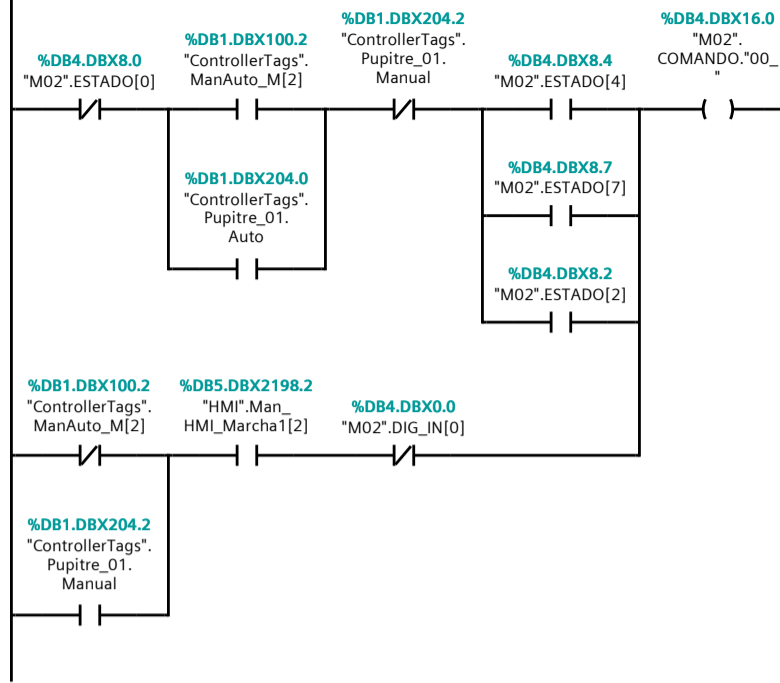 %DB4.DBX8.0
"M02".ESTADO[0]
%DB1.DBX100.2
"ControllerTags".
ManAuto_M[2]
%DB1.DBX204.2
"ControllerTags".
Pupitre_01.
Manual
%DB4.DBX8.4
"M02".ESTADO[4]
%DB4.DBX16.0
"M02".
COMANDO."00_
"
%DB1.DBX204.0
"ControllerTags".
Pupitre_01.
Auto
%DB4.DBX8.7
"M02".ESTADO[7]
%DB4.DBX8.2
"M02".ESTADO[2]
%DB1.DBX100.2
"ControllerTags".
ManAuto_M[2]
%DB5.DBX2198.2
"HMI".Man_
HMI_Marcha1[2]
%DB4.DBX0.0
"M02".DIG_IN[0]
%DB1.DBX204.2
"ControllerTags".
Pupitre_01.
Manual